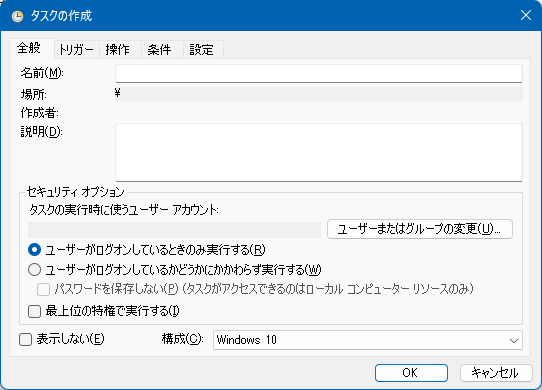 タスクの作成
全般 トリガー 操作 条件 設定
名前(M):
場所: ¥
作成者:
説明(D):
セキュリティ オプション
タスクの実行時に使うユーザー アカウント:
ユーザーまたはグループの変更(U)...
ユーザーがログオンしているときのみ実行する(R)
ユーザーがログオンしているかどうかにかかわらず実行する(W)
パスワードを保存しない(P) (タスクがアクセスできるのはローカル コンピューター リソースのみ)
最上位の特権で実行する(I)
表示しない(E) 構成(C): Windows 10
OK キャンセル